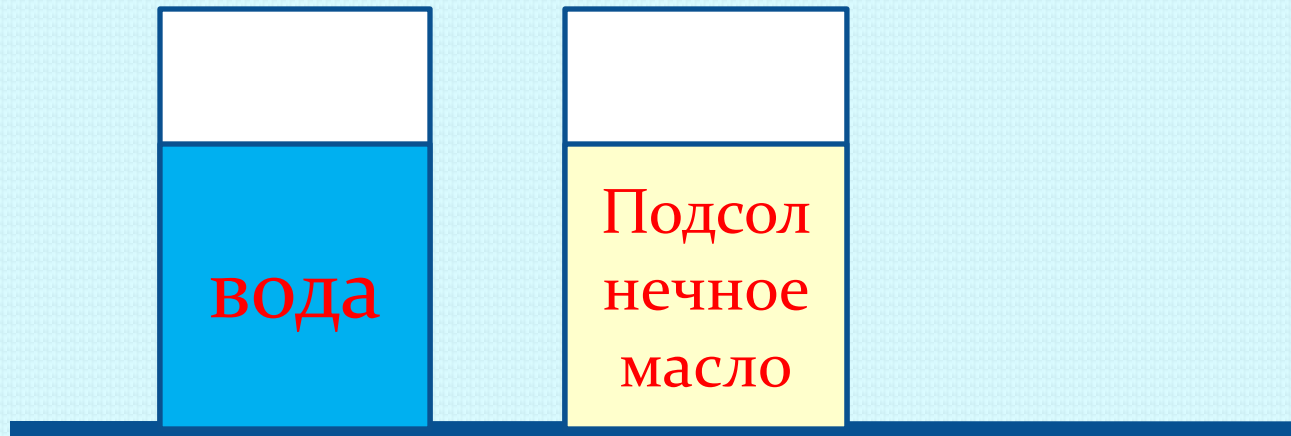 вода
Подсол
нечное
масло